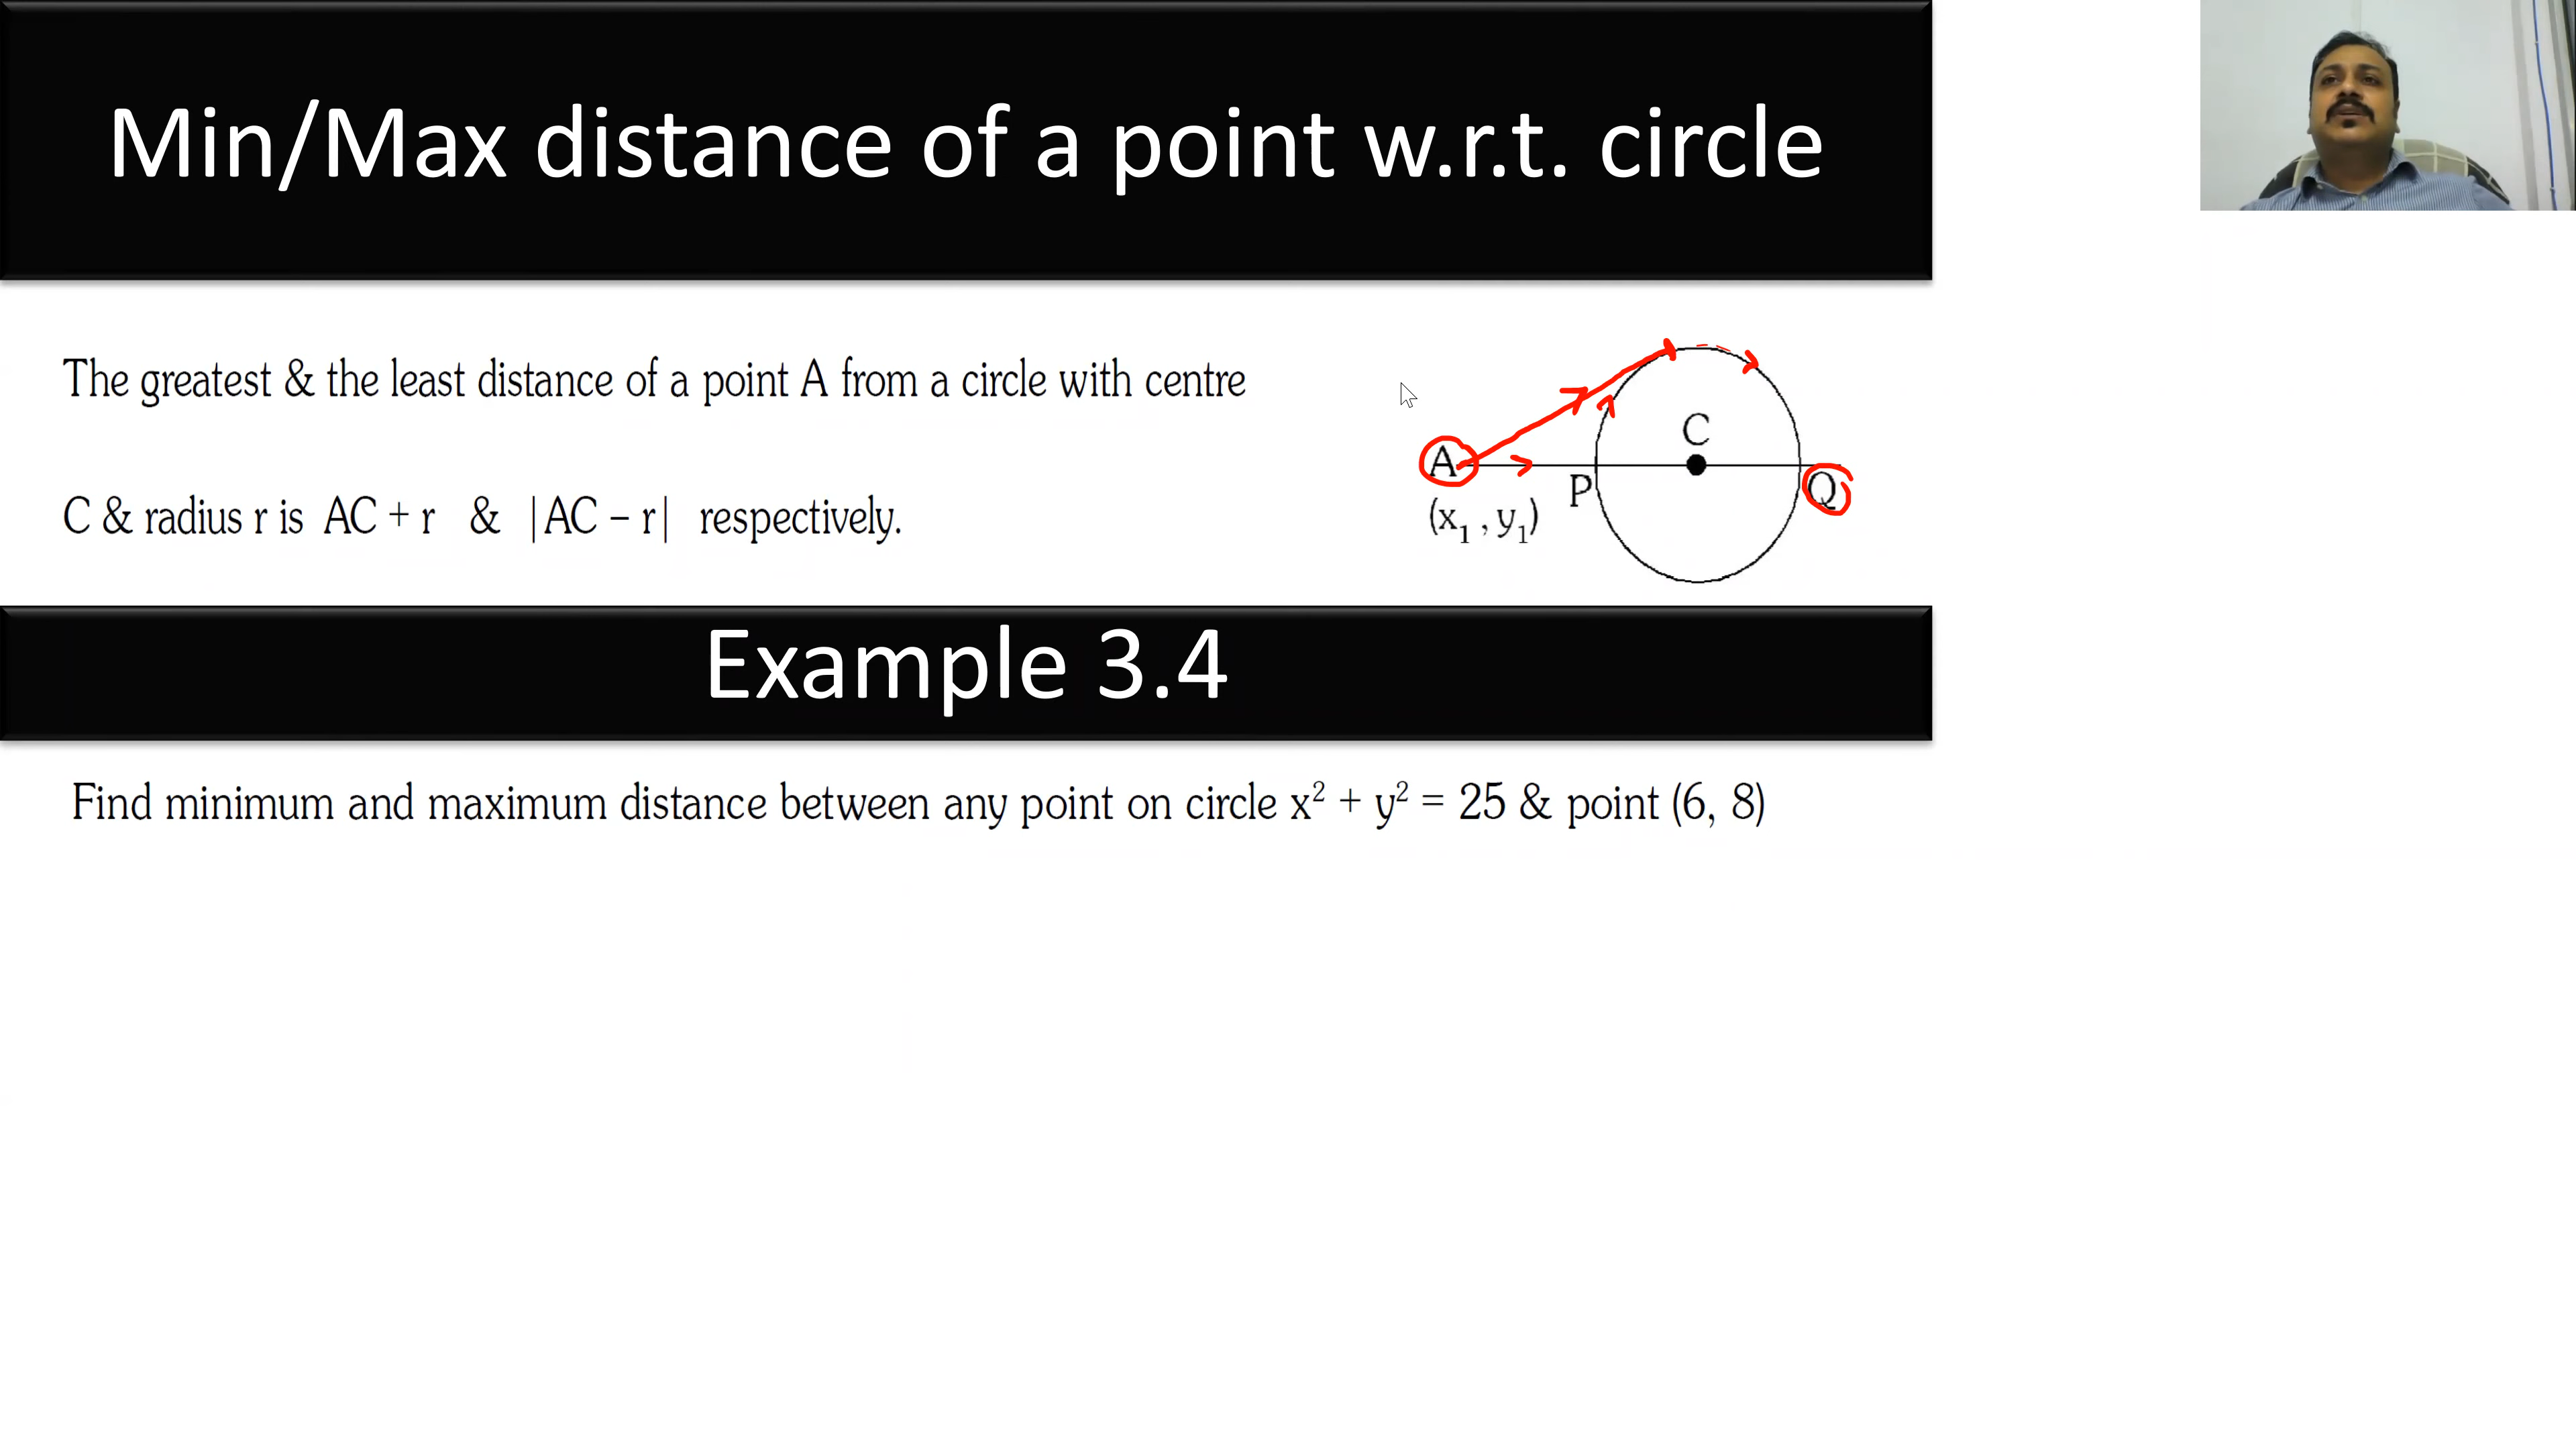 Min/Max distance of a point w.r.t. circle
The greatest & the least distance of a point A from a circle with centre
C & radius r is AC + r & |AC – r| respectively.
C
A
P
Q
(x₁ , y₁)
Example 3.4
Find minimum and maximum distance between any point on circle x² + y² = 25 & point (6, 8)